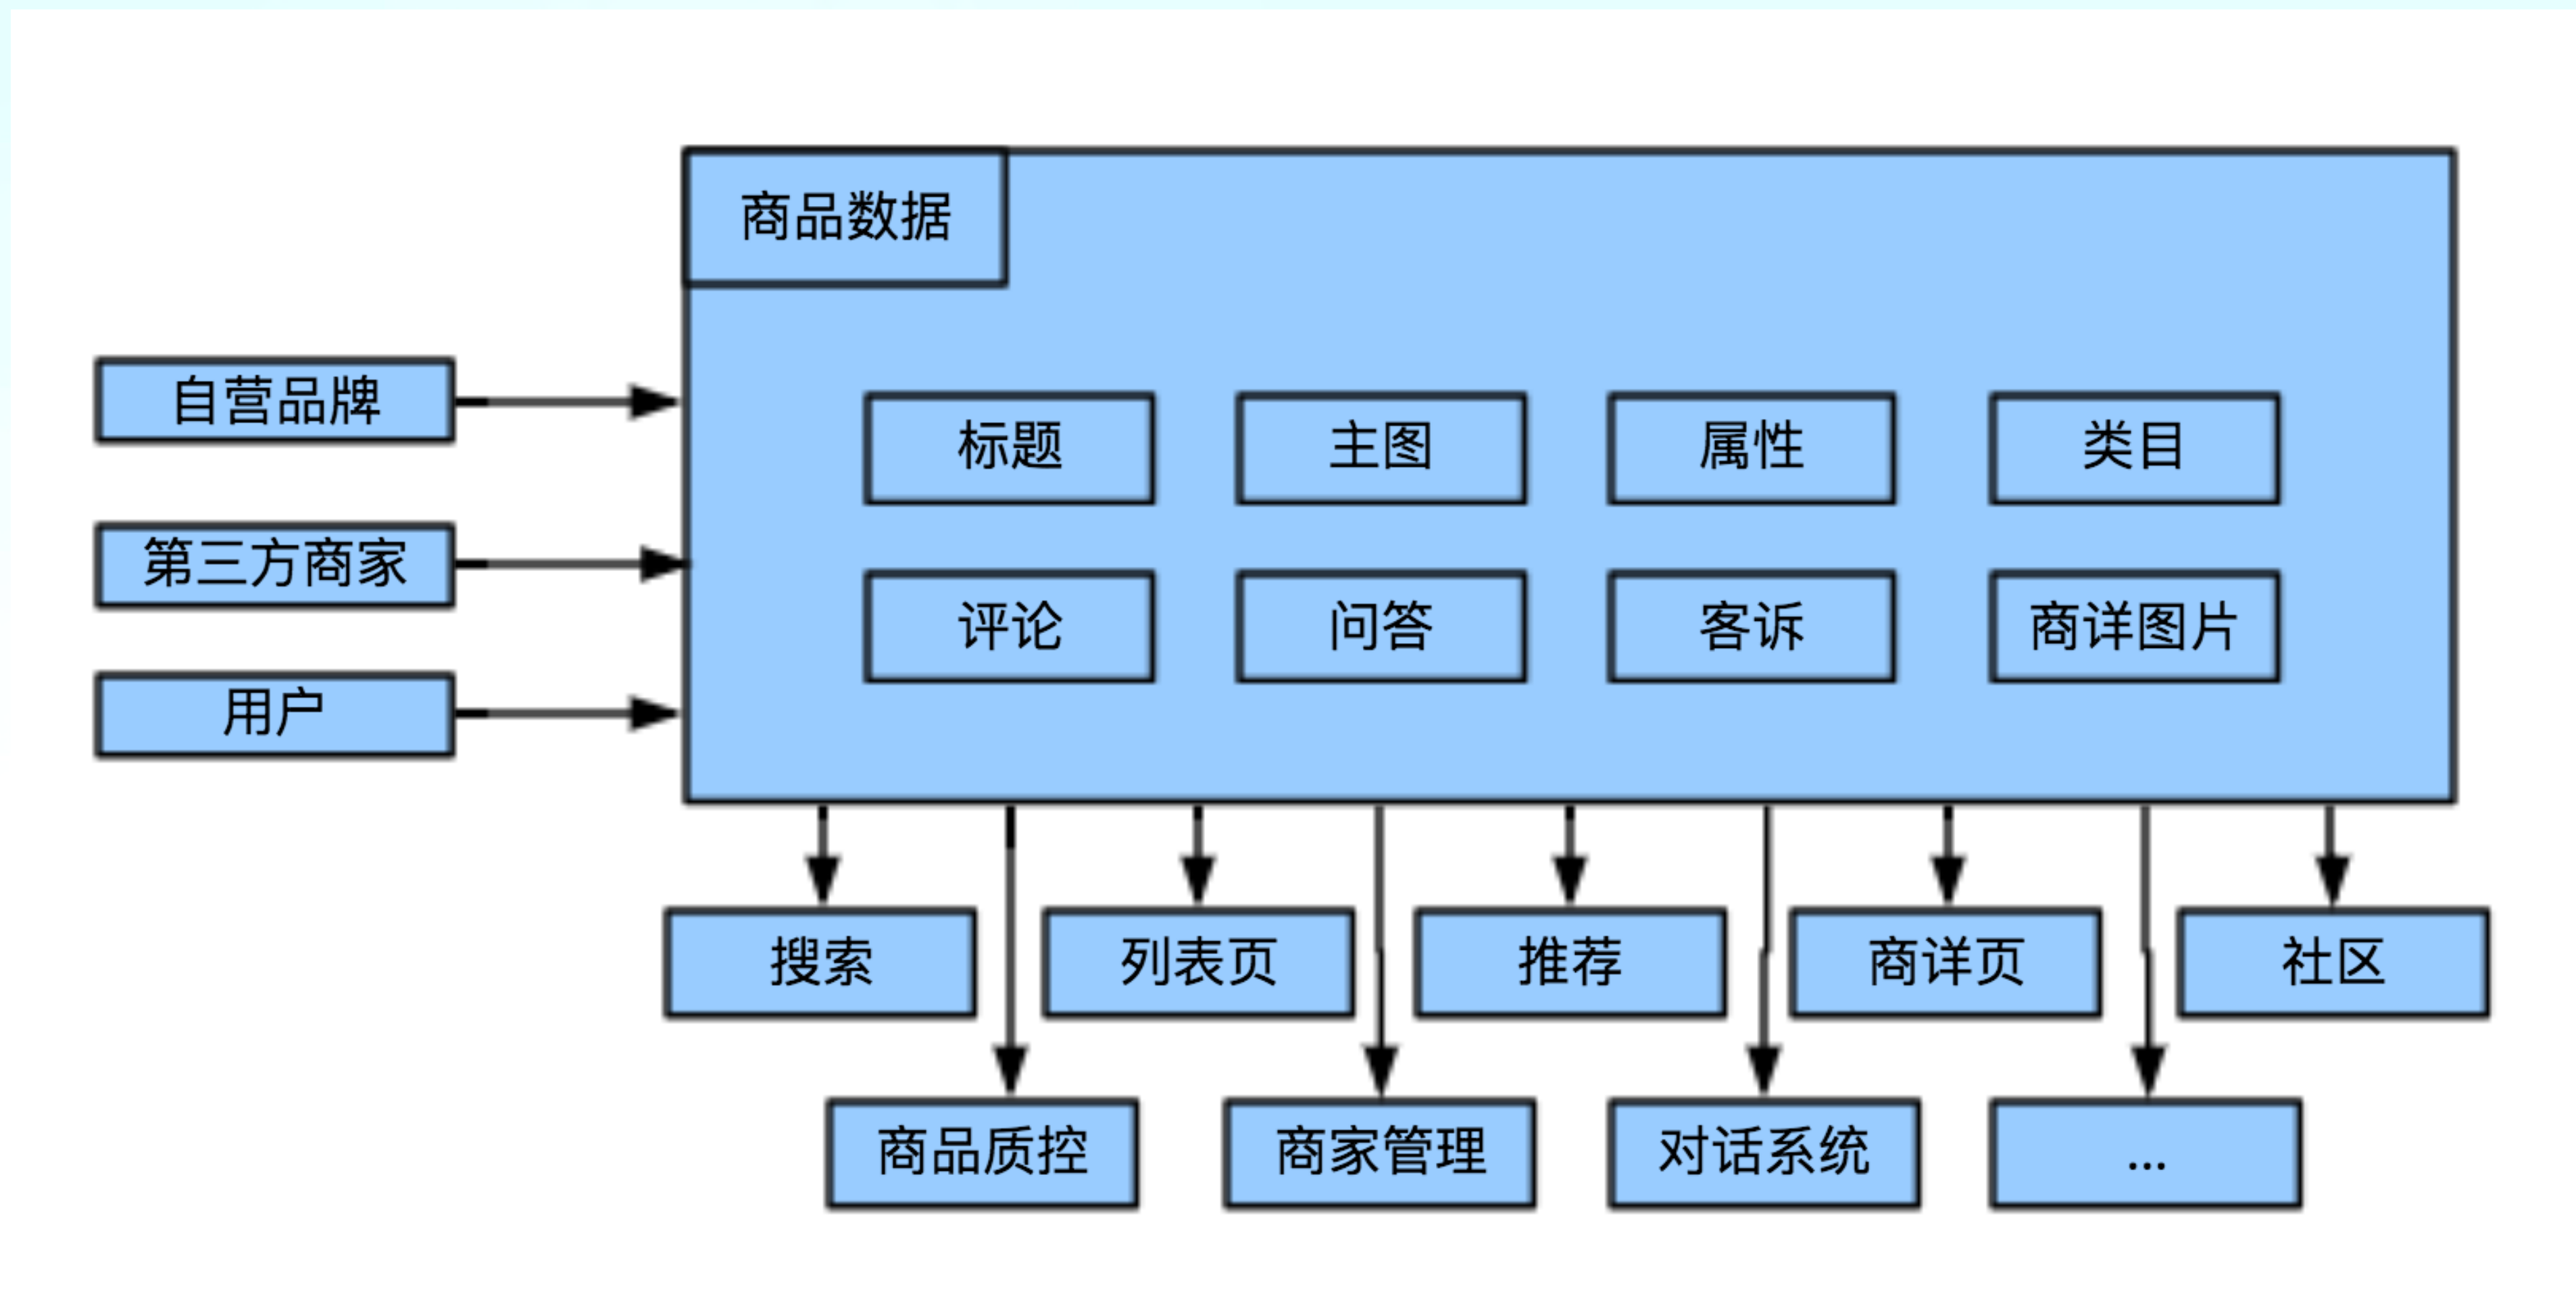 商品数据
自营品牌
第三方商家
用户
标题
主图
属性
类目
评论
问答
客诉
商详图片
搜索
列表页
推荐
商详页
社区
商品质控
商家管理
对话系统
...